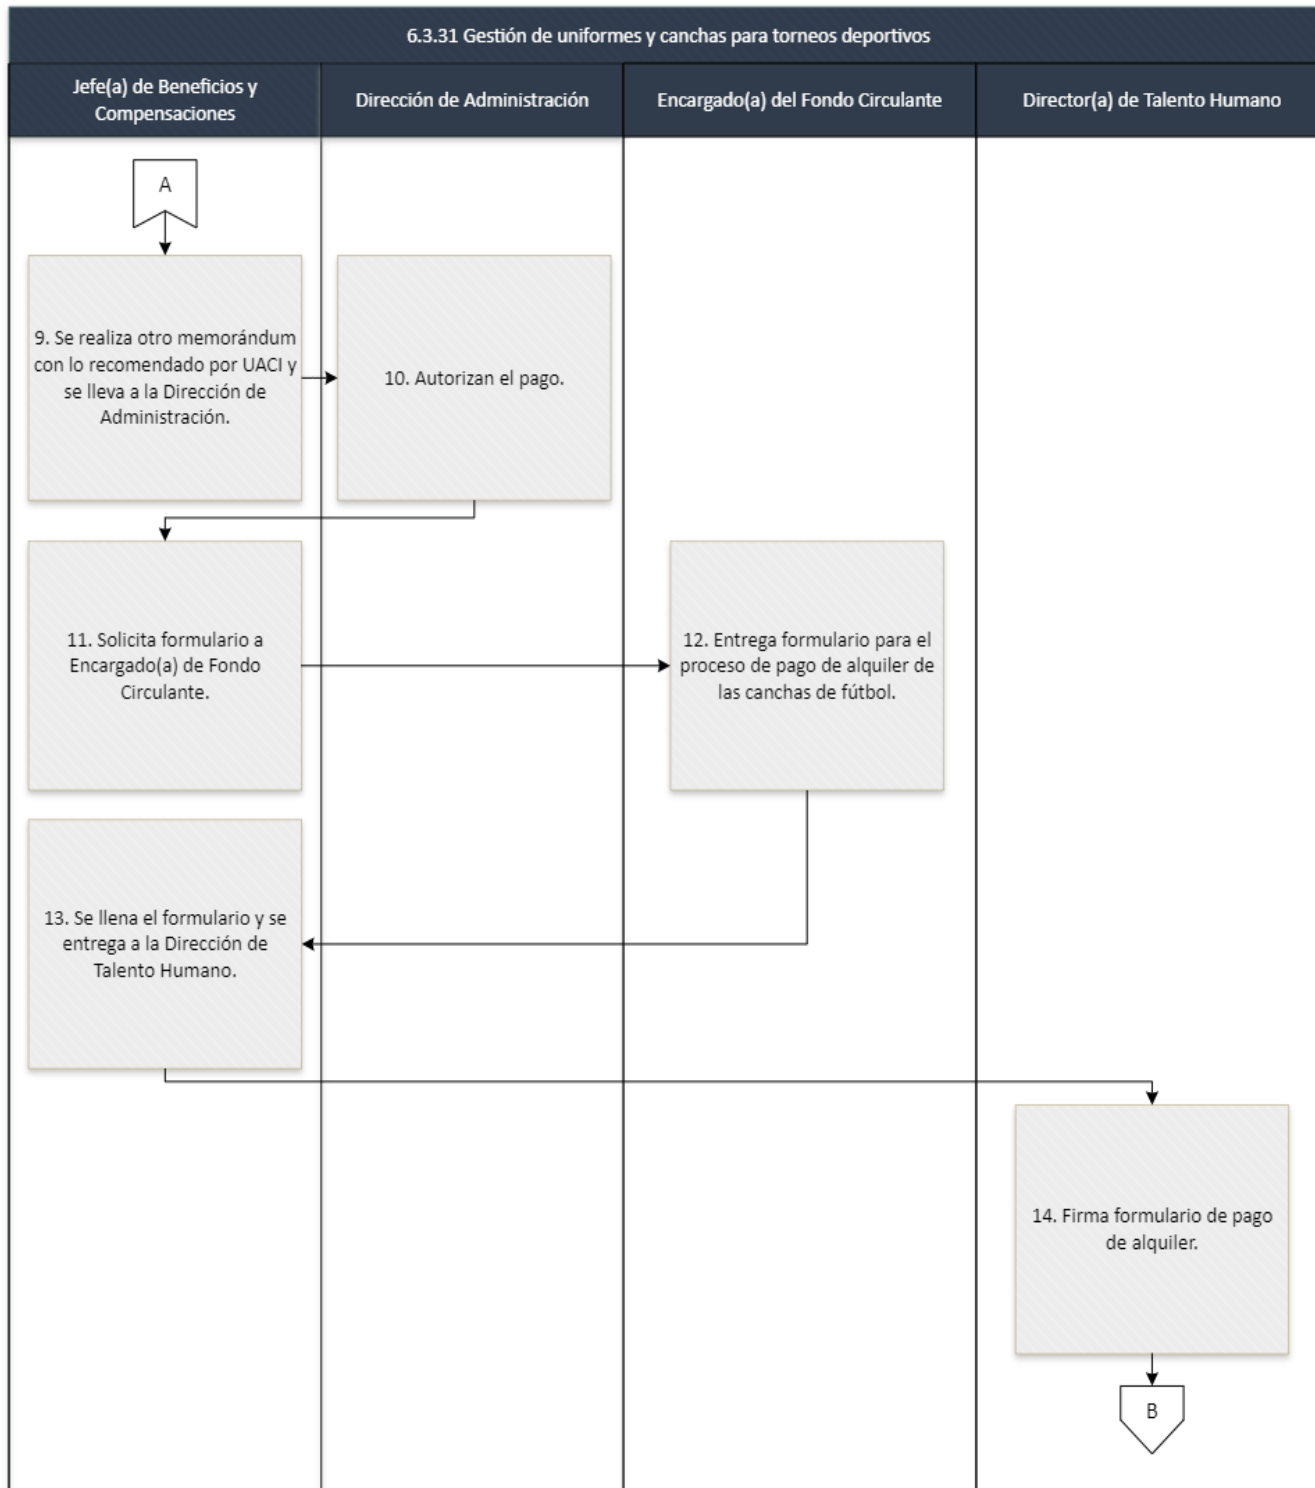 6.3.31 Gestión de uniformes y canchas para torneos deportivos
Jefe(a) de Beneficios y
Compensaciones
Dirección de Administración
Encargado(a) del Fondo Circulante
Director(a) de Talento Humano
A
9. Se realiza otro memorándum
con lo recomendado por UACI y
se lleva a la Dirección de
Administración.
10. Autorizan el pago.
11. Solicita formulario a
Encargado(a) de Fondo
Circulante.
12. Entrega formulario para el
proceso de pago de alquiler de
las canchas de fútbol.
13. Se llena el formulario y se
entrega a la Dirección de
Talento Humano.
14. Firma formulario de pago
de alquiler.
B